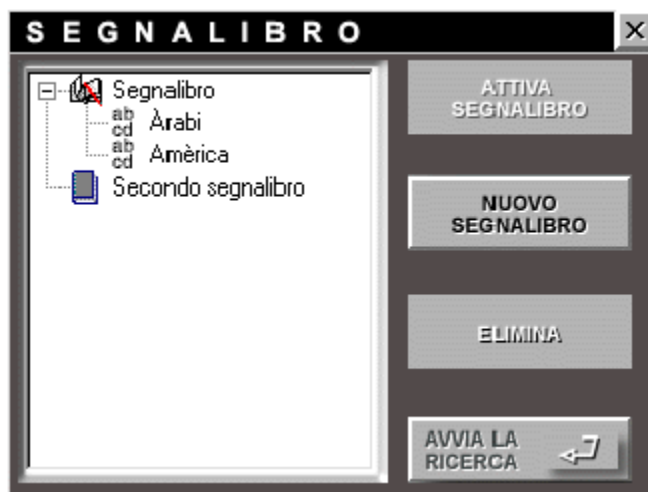 SEGNALIBRO
Segnalibro
ab
cd
Àrabi
ab
cd
Amèrica
Secondo segnalibro
ATTIVA
SEGNALIBRO
NUOVO
SEGNALIBRO
ELIMINA
AVVIA LA
RICERCA